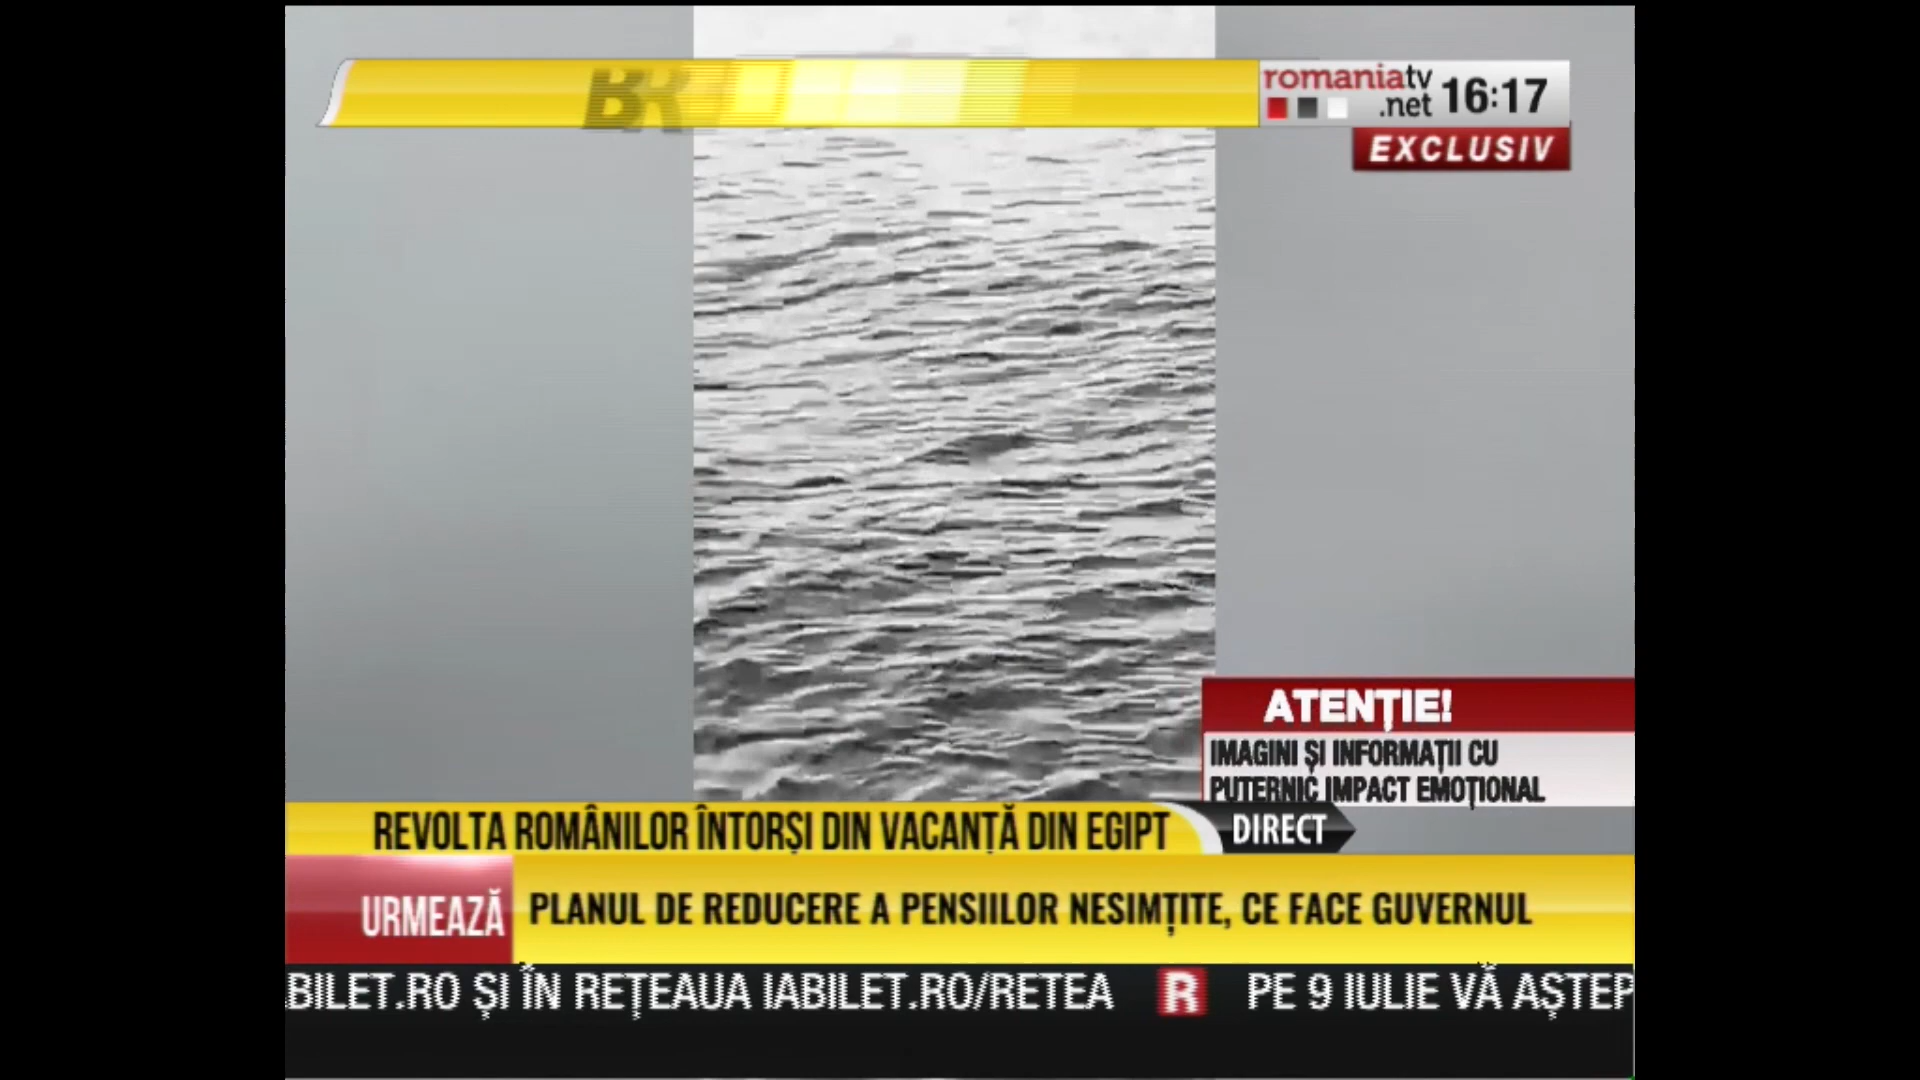 romaniatv
.net
16:17
EXCLUSIV
ATENȚIE!
IMAGINI ȘI INFORMAȚII CU
PUTERNIC IMPACT EMOȚIONAL
REVOLTA ROMÂNILOR ÎNTORȘI DIN VACANȚĂ DIN EGIPT
DIRECT
URMEAZĂ
PLANUL DE REDUCERE A PENSIILOR NESIMȚITE, CE FACE GUVERNUL
BILET.RO ȘI ÎN REȚEAUA IABILET.RO/RETEA R PE 9 IULIE VĂ AȘTEP